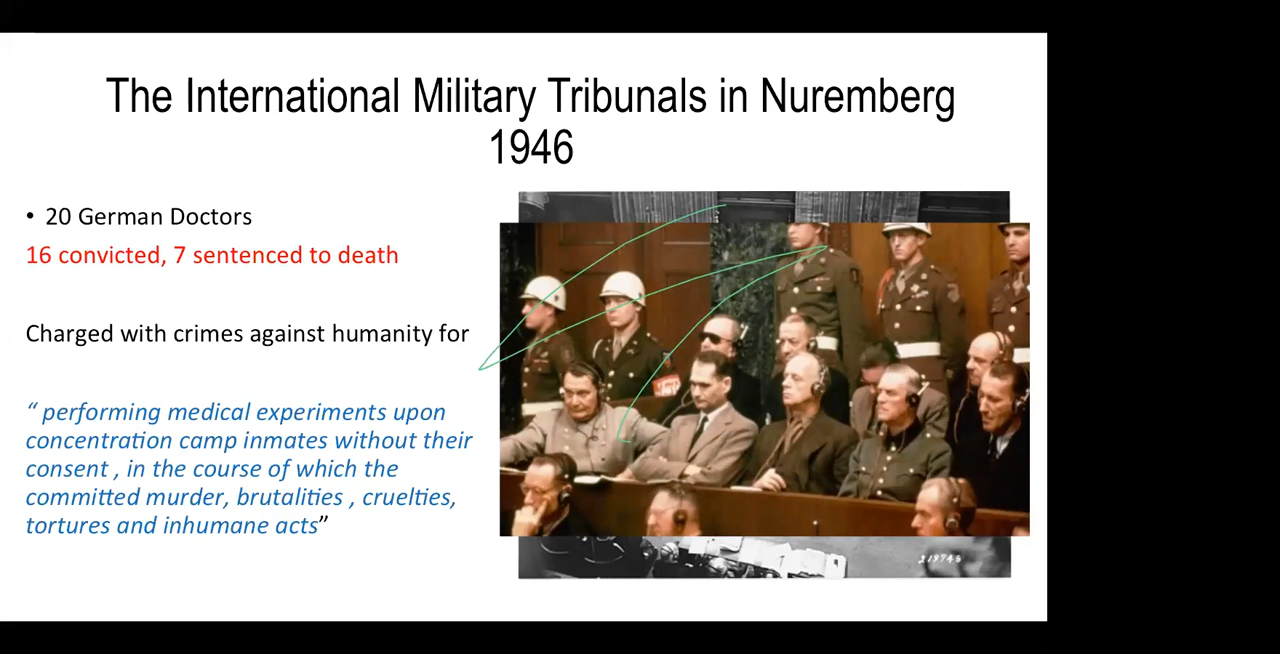 The International Military Tribunals in Nuremberg
1946
• 20 German Doctors
16 convicted, 7 sentenced to death
Charged with crimes against humanity for
“ performing medical experiments upon
concentration camp inmates without their
consent , in the course of which the
committed murder, brutalities , cruelties,
tortures and inhumane acts”